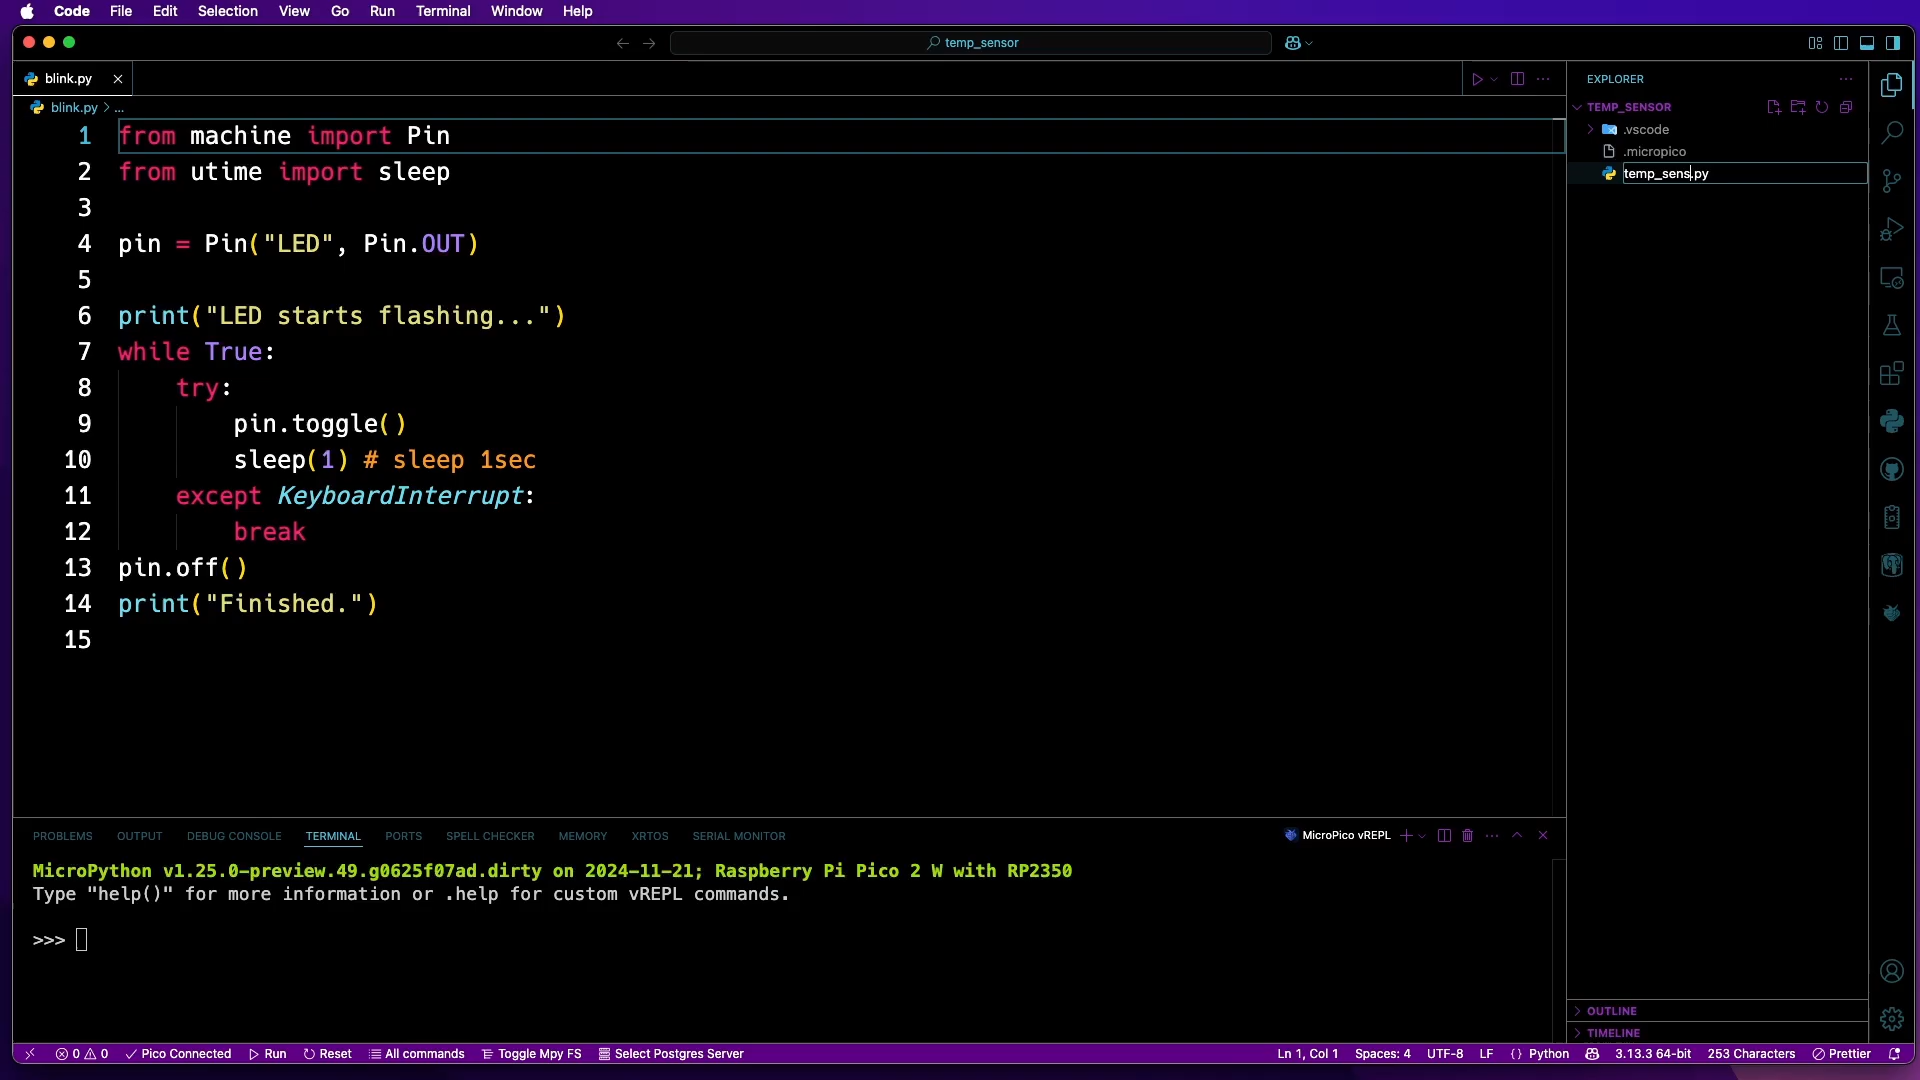 Code File Edit Selection View Go Run Terminal Window Help
temp_sensor
blink.py
blink.py > ...
EXPLORER
TEMP_SENSOR
.vscode
.micropico
temp_sens.py
1 from machine import Pin
2 from utime import sleep
3
4 pin = Pin("LED", Pin.OUT)
5
6 print("LED starts flashing...")
7 while True:
8 try:
9 pin.toggle()
10 sleep(1) # sleep 1sec
11 except KeyboardInterrupt:
12 break
13 pin.off()
14 print("Finished.")
15
PROBLEMS OUTPUT DEBUG CONSOLE TERMINAL PORTS SPELL CHECKER MEMORY XRTOS SERIAL MONITOR
MicroPico vREPL
MicroPython v1.25.0-preview.49.g0625f07ad.dirty on 2024-11-21; Raspberry Pi Pico 2 W with RP2350
Type "help()" for more information or .help for custom vREPL commands.
>>>
OUTLINE
TIMELINE
0 0 Pico Connected Run Reset All commands Toggle Mpy FS Select Postgres Server Ln 1, Col 1 Spaces: 4 UTF-8 LF {} Python 3.13.3 64-bit 253 Characters Prettier